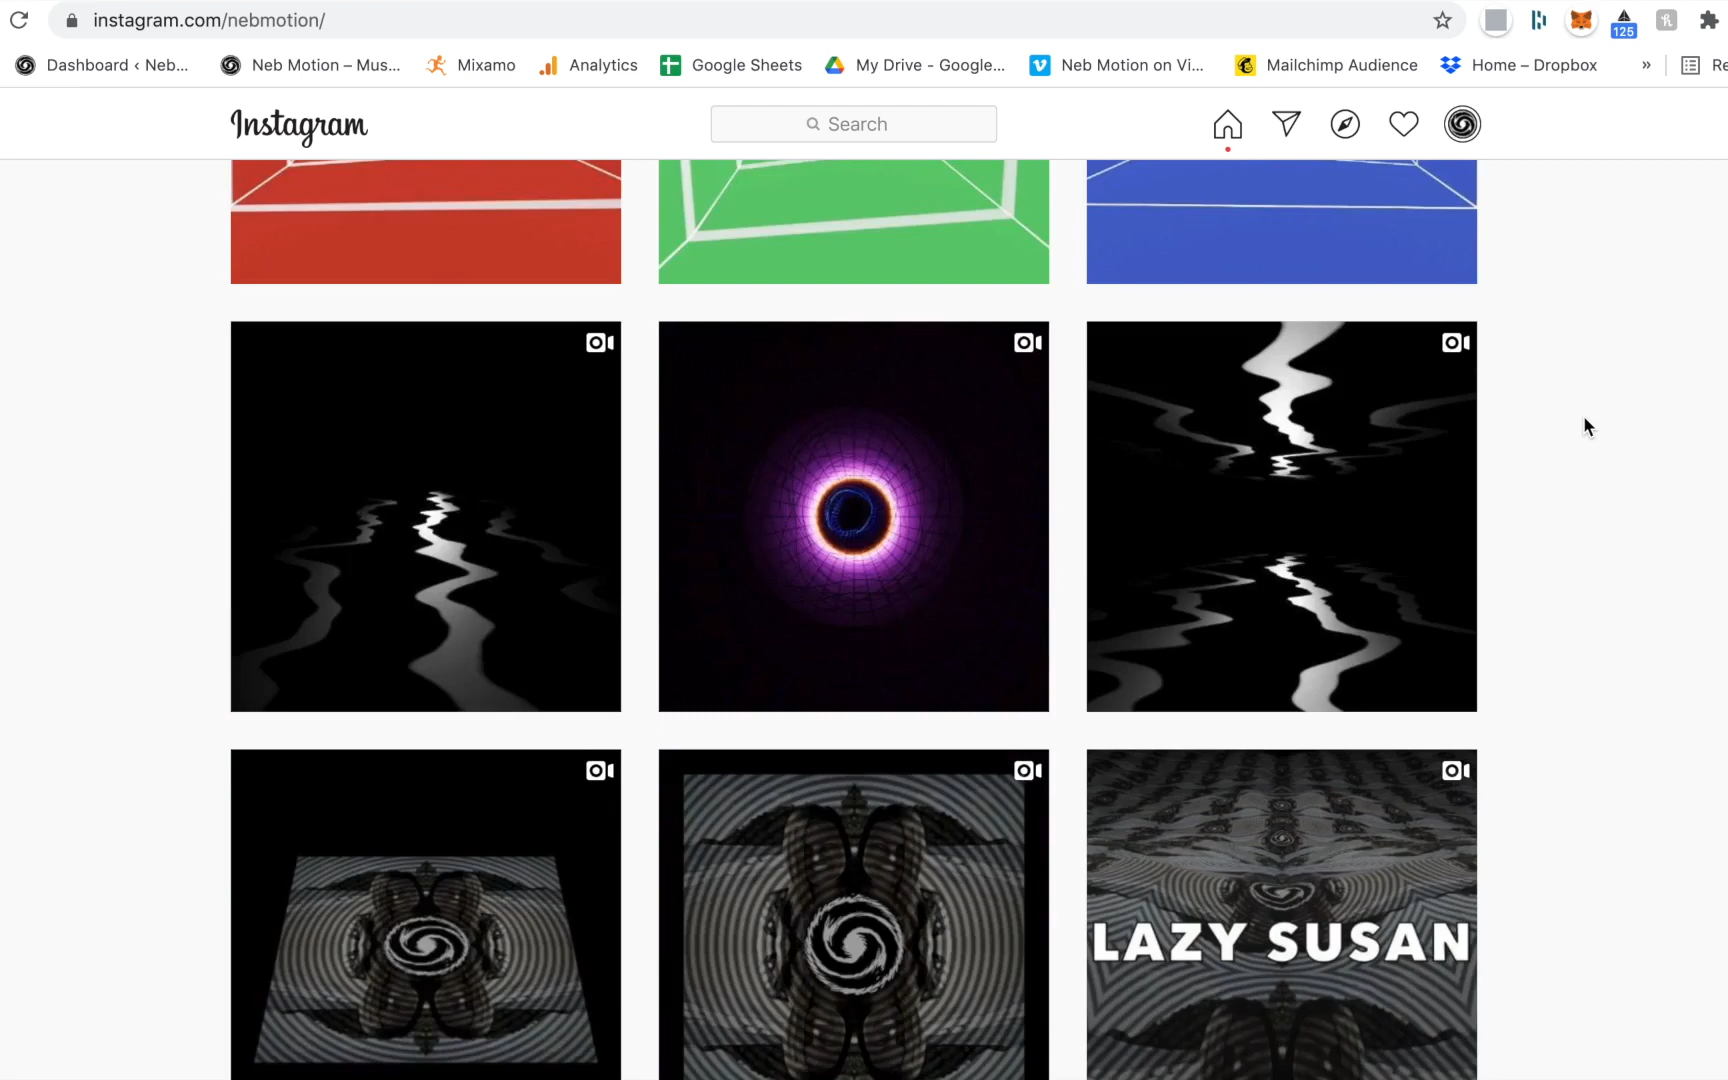 instagram.com/nebmotion/
125
Dashboard ‹ Neb...
Neb Motion – Mus...
Mixamo
Analytics
Google Sheets
My Drive - Google...
Neb Motion on Vi...
Mailchimp Audience
Home – Dropbox
»
Re
Instagram
Search
LAZY SUSAN